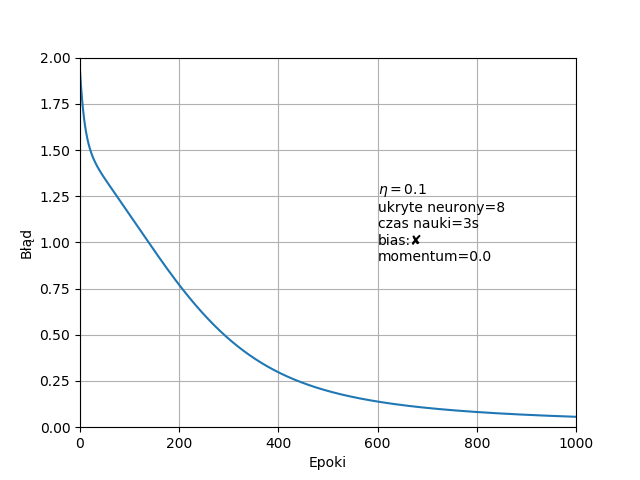 2.00
1.75
1.50
1.25
1.00
0.75
0.50
0.25
0.00
Błąd
η = 0.1
ukryte neurony=8
czas nauki=3s
bias:✘
momentum=0.0
0 200 400 600 800 1000
Epoki